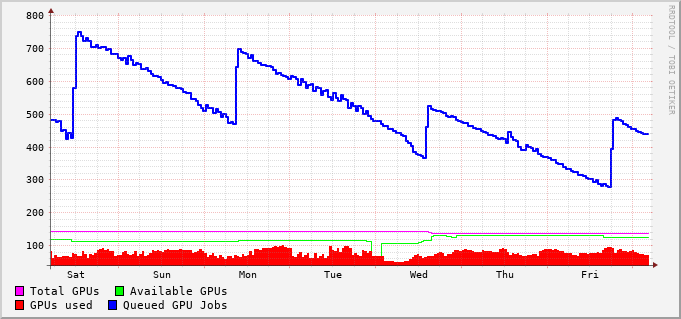 800
700
600
500
400
300
200
100
Sat Sun Mon Tue Wed Thu Fri
Total GPUs Available GPUs
GPUs used Queued GPU Jobs
RRDTOOL / TOBI OETIKER